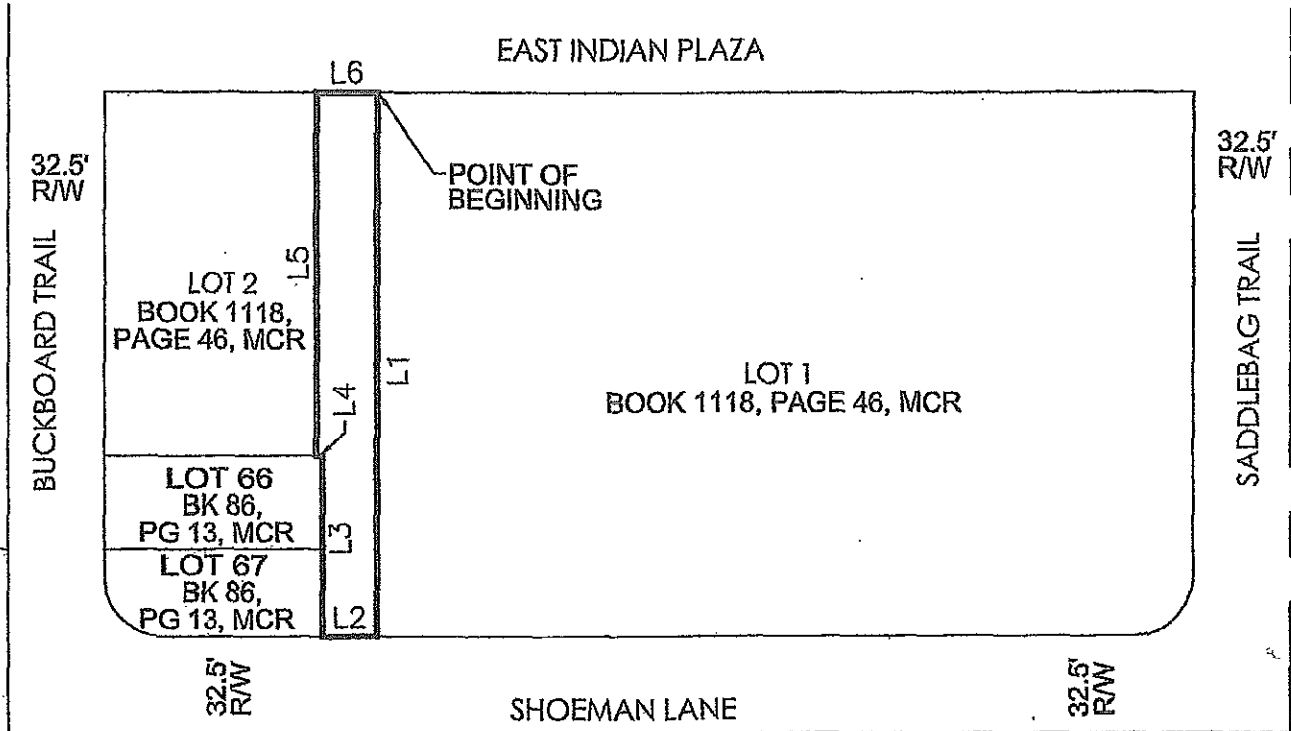 EAST INDIAN PLAZA
L6
32.5'
R/W
POINT OF
BEGINNING
32.5'
R/W
BUCKBOARD TRAIL
LOT 2
BOOK 1118,
PAGE 46, MCR
L5
L4
L1
LOT 1
BOOK 1118, PAGE 46, MCR
SADDLEBAG TRAIL
LOT 66
BK 86,
PG 13, MCR
L3
LOT 67
BK 86,
PG 13, MCR
L2
32.5'
R/W
SHOEMAN LANE
32.5'
R/W